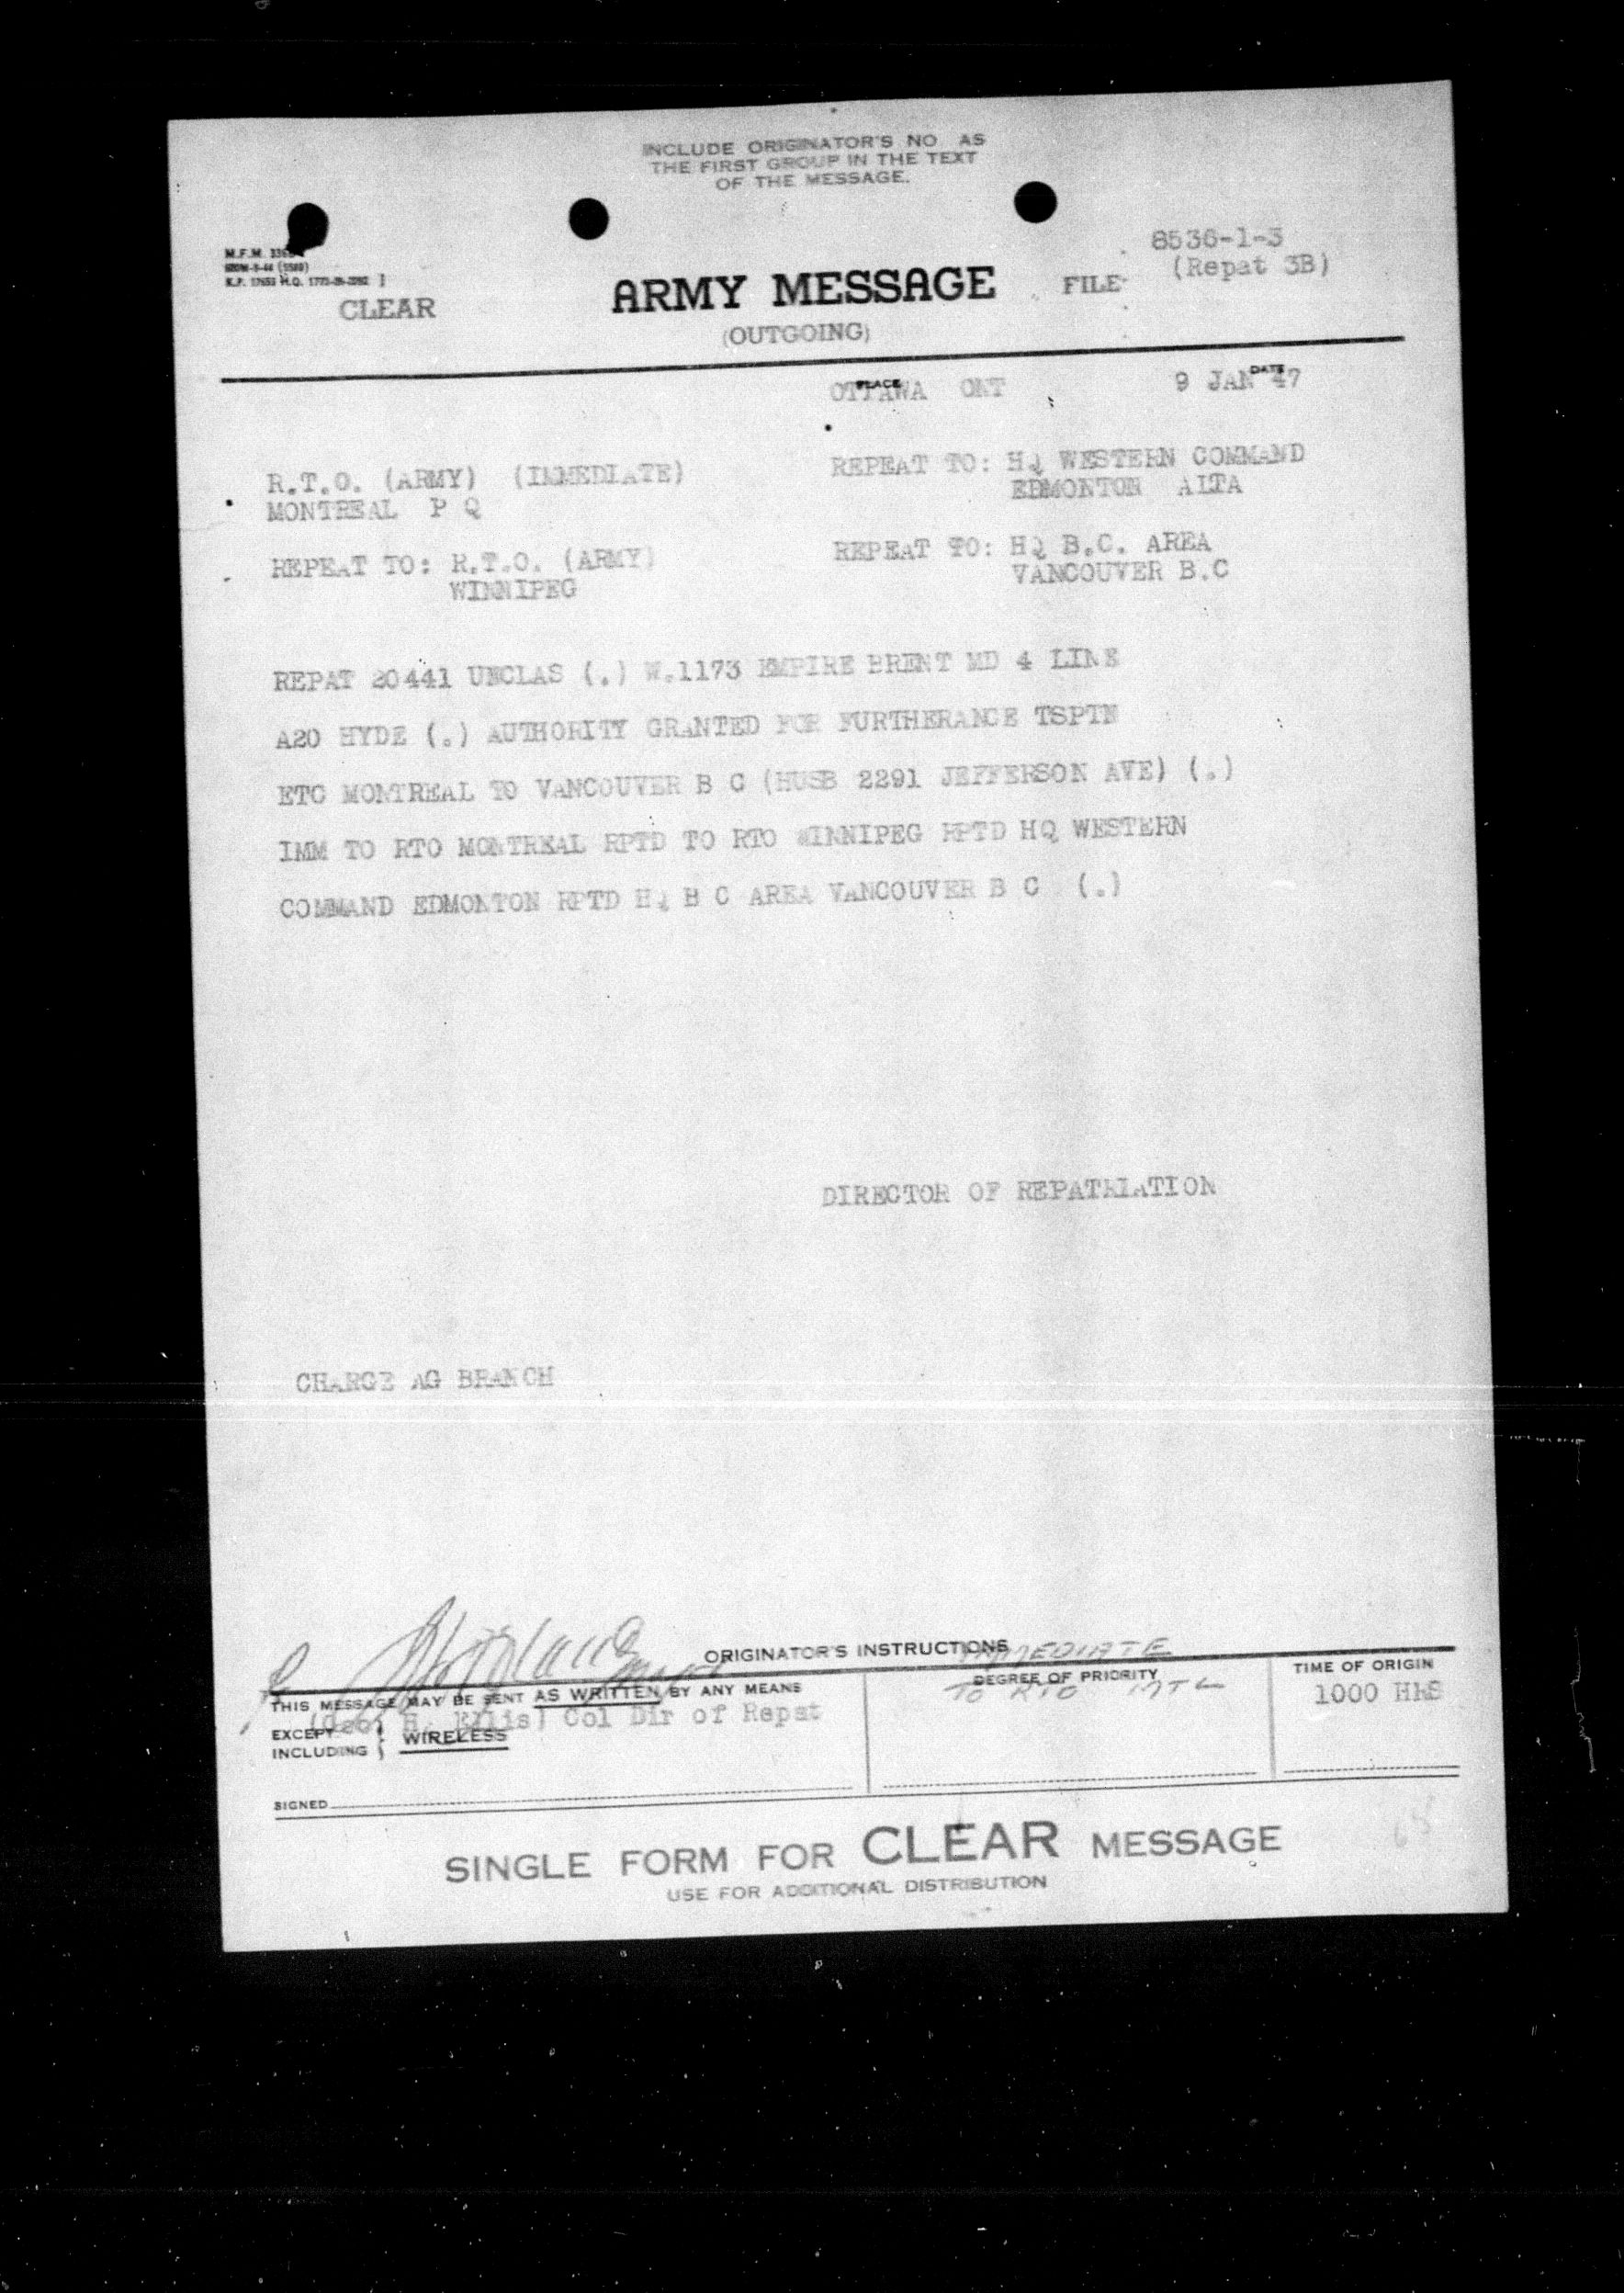 INCLUDE ORIGINATOR'S NO AS
THE FIRST GROUP IN THE TEXT
OF THE MESSAGE.
M.F.M.
CLEAR
ARMY MESSAGE
(OUTGOING)
FILE
8536-1-3
(Repat 3B)
PLACE
OTTAWA ONT
DATE
9 JAN 47
R.T.O. (ARMY) (IMMEDIATE)
MONTREAL P Q
REPEAT TO: HQ WESTERN COMMAND
EDMONTON ALTA
REPEAT TO: R.T.O. (ARMY)
WINNIPEG
REPEAT TO: HQ B.C. AREA
VANCOUVER B.C
REPAT 20441 UNCLAS (.) W.1173 EMPIRE BRENT MD 4 LINE
A20 HYDE (.) AUTHORITY GRANTED FOR FURTHERANCE TSPTN
ETC MONTREAL TO VANCOUVER B C (HUSB 2291 JEFFERSON AVE) (.)
IMM TO RTO MONTREAL RPTD TO RTO WINNIPEG RPTD HQ WESTERN
COMMAND EDMONTON RPTD HQ B C AREA VANCOUVER B C (.)
DIRECTOR OF REPATRIATION
CHARGE AG BRANCH
ORIGINATOR'S INSTRUCTIONS
IMMEDIATE
DEGREE OF PRIORITY
TO RTO MTL
TIME OF ORIGIN
1000 HRS
THIS MESSAGE MAY BE SENT AS WRITTEN BY ANY MEANS
H. Ellis) Col Dir of Repat
EXCEPT
INCLUDING } WIRELESS
SIGNED
SINGLE FORM FOR CLEAR MESSAGE
USE FOR ADDITIONAL DISTRIBUTION